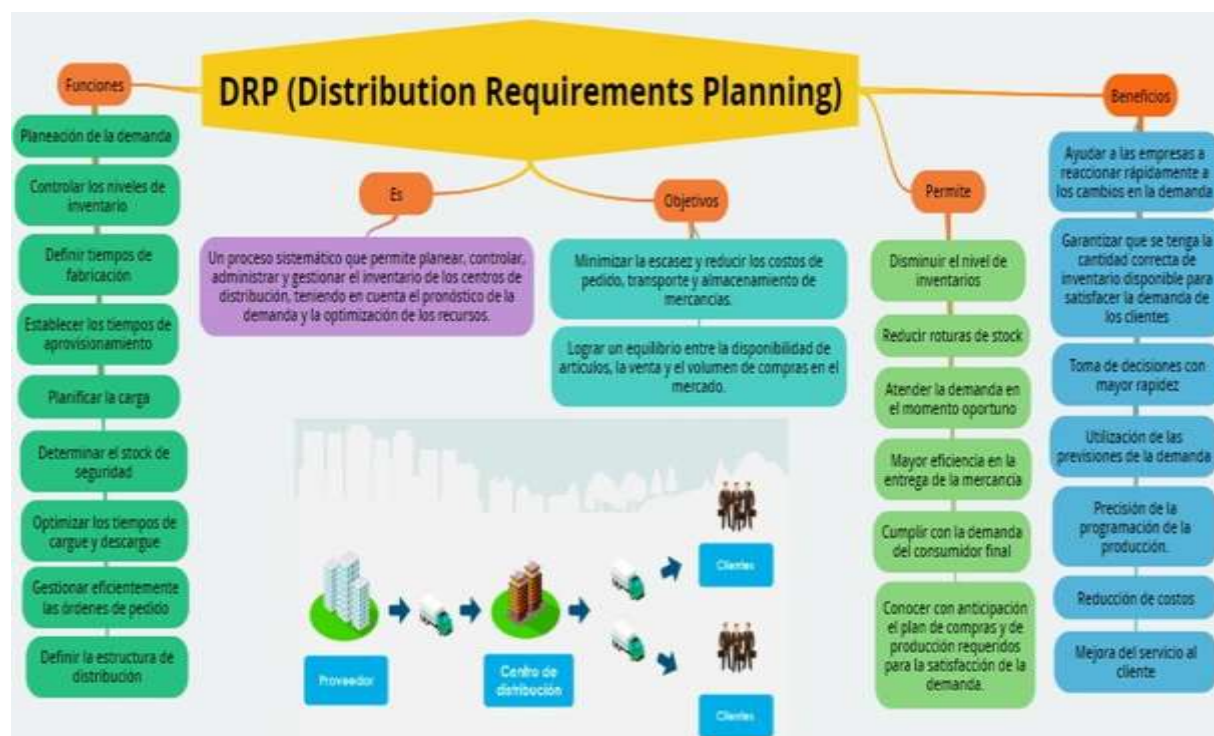 DRP (Distribution Requirements Planning)
Funciones
Planeación de la demanda
Controlar los niveles de
inventario
Definir tiempos de
fabricación
Establecer los tiempos de
aprovisionamiento
Planificar la carga
Determinar el stock de
seguridad
Optimizar los tiempos de
cargue y descargue
Gestionar eficientemente
las órdenes de pedido
Definir la estructura de
distribución
Es
Un proceso sistemático que permite planear, controlar,
administrar y gestionar el inventario de los centros de
distribución, teniendo en cuenta el pronóstico de la
demanda y la optimización de los recursos.
Objetivos
Minimizar la escasez y reducir los costos de
pedido, transporte y almacenamiento de
mercancías.
Lograr un equilibrio entre la disponibilidad de
artículos, la venta y el volumen de compras en el
mercado.
Permite
Disminuir el nivel de
inventarios
Reducir roturas de stock
Atender la demanda en
el momento oportuno
Mayor eficiencia en la
entrega de la mercancia
Cumplir con la demanda
del consumidor final
Conocer con anticipación
el plan de compras y de
producción requeridos
para la satisfacción de la
demanda.
Beneficios
Ayudar a las empresas a
reaccionar rápidamente a
los cambios en la demanda
Garantizar que se tenga la
cantidad correcta de
inventario disponible para
satisfacer la demanda de
los clientes
Toma de decisiones con
mayor rapidez
Utilización de las
previsiones de la demanda
Precisión de la
programación de la
producción.
Reducción de costos
Mejora del servicio al
cliente
Proveedor
Centro de
distribución
Clientes
Clientes